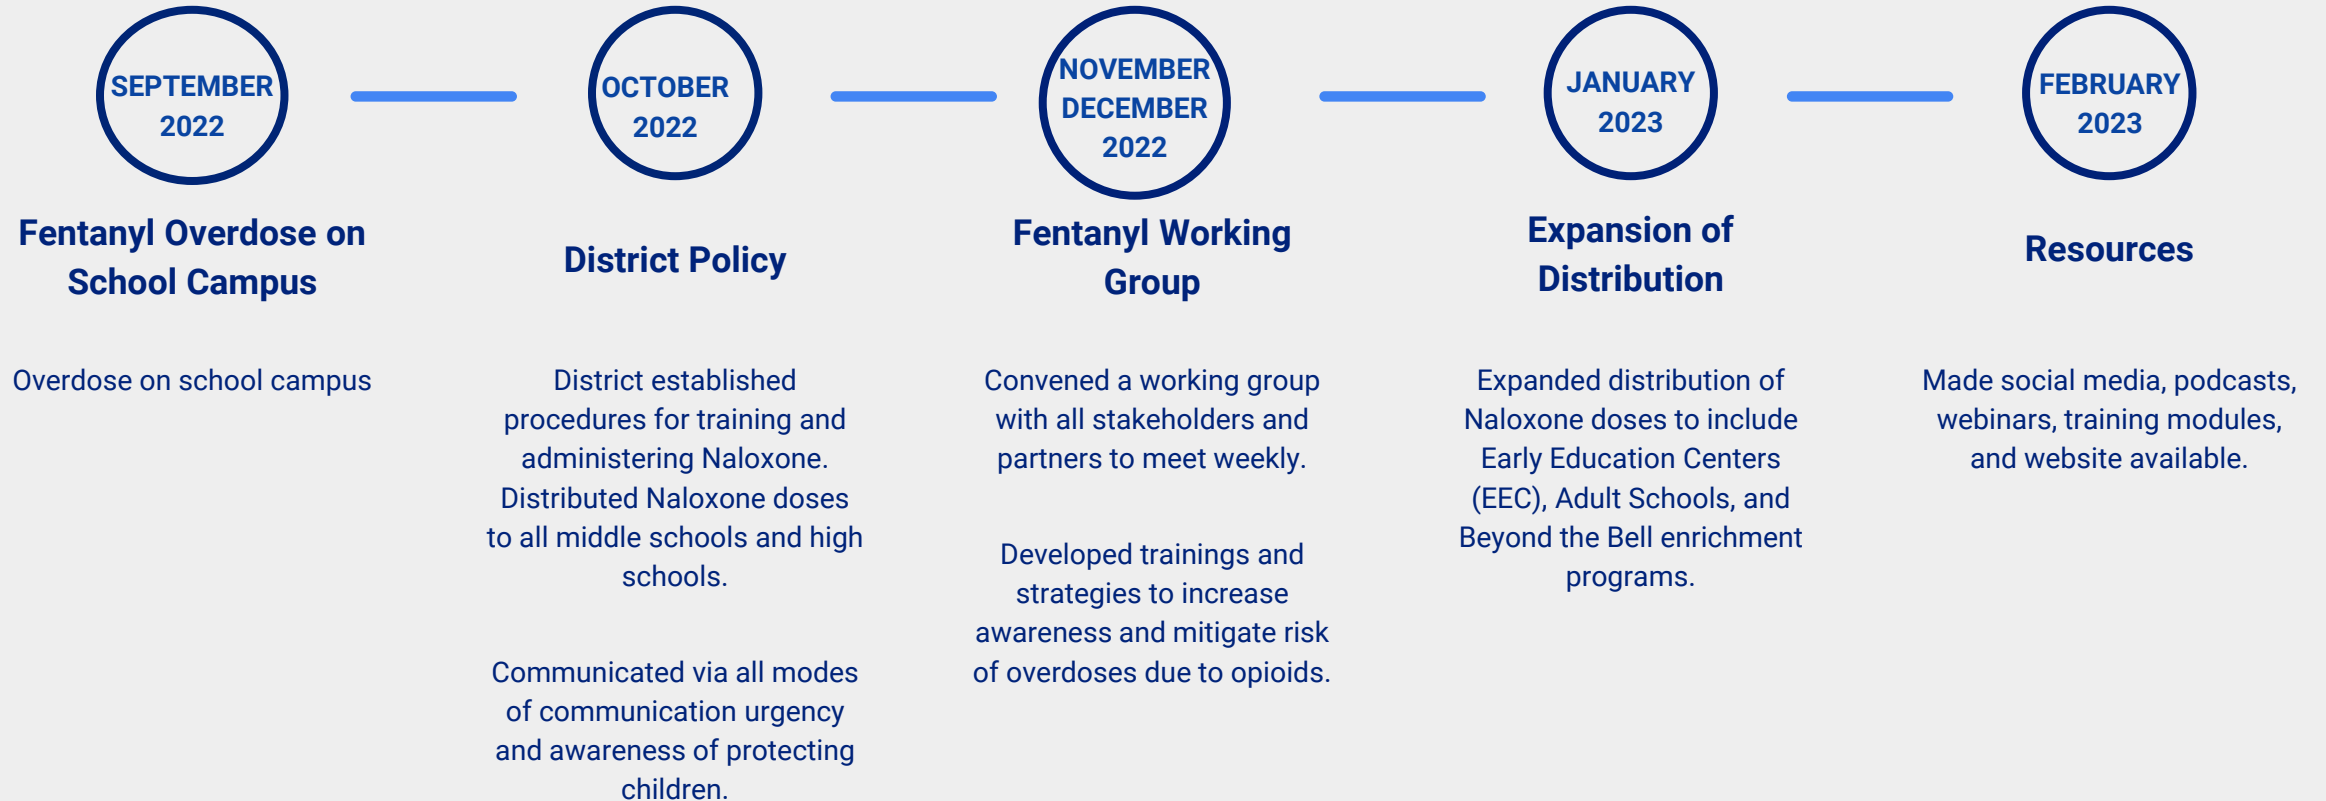 SEPTEMBER
2022
Fentanyl Overdose on
School Campus
Overdose on school campus
OCTOBER
2022
District Policy
District established
procedures for training and
administering Naloxone.
Distributed Naloxone doses
to all middle schools and high
schools.
Communicated via all modes
of communication urgency
and awareness of protecting
children.
NOVEMBER
DECEMBER
2022
Fentanyl Working
Group
Convened a working group
with all stakeholders and
partners to meet weekly.
Developed trainings and
strategies to increase
awareness and mitigate risk
of overdoses due to opioids.
JANUARY
2023
Expansion of
Distribution
Expanded distribution of
Naloxone doses to include
Early Education Centers
(EEC), Adult Schools, and
Beyond the Bell enrichment
programs.
FEBRUARY
2023
Resources
Made social media, podcasts,
webinars, training modules,
and website available.